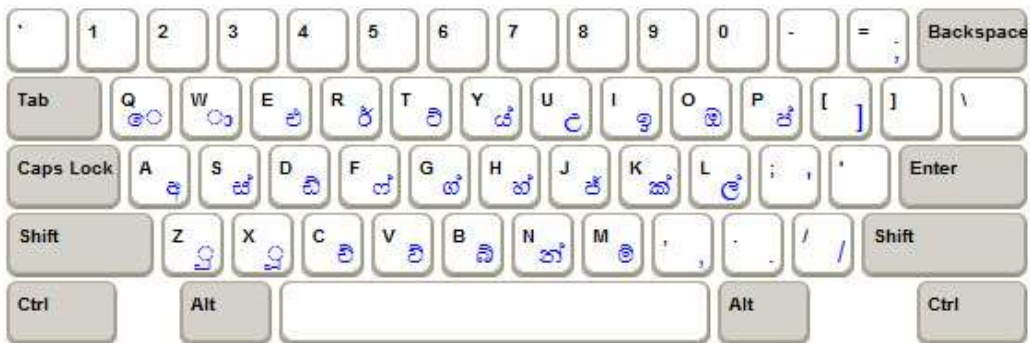 ` 1 2 3 4 5 6 7 8 9 0 - = ; Backspace
Tab Q ෙ W ා E එ R ර් T ට් Y ය් U උ I ඉ O ඔ P ප් [ ] ] \
Caps Lock A අ S ස් D ඩ් F ෆ් G ග් H හ් J ජ් K ක් L ල් ; , ' Enter
Shift Z ු X ූ C ච් V ව් B බ් N න් M ම් , , . . / / Shift
Ctrl Alt Alt Ctrl